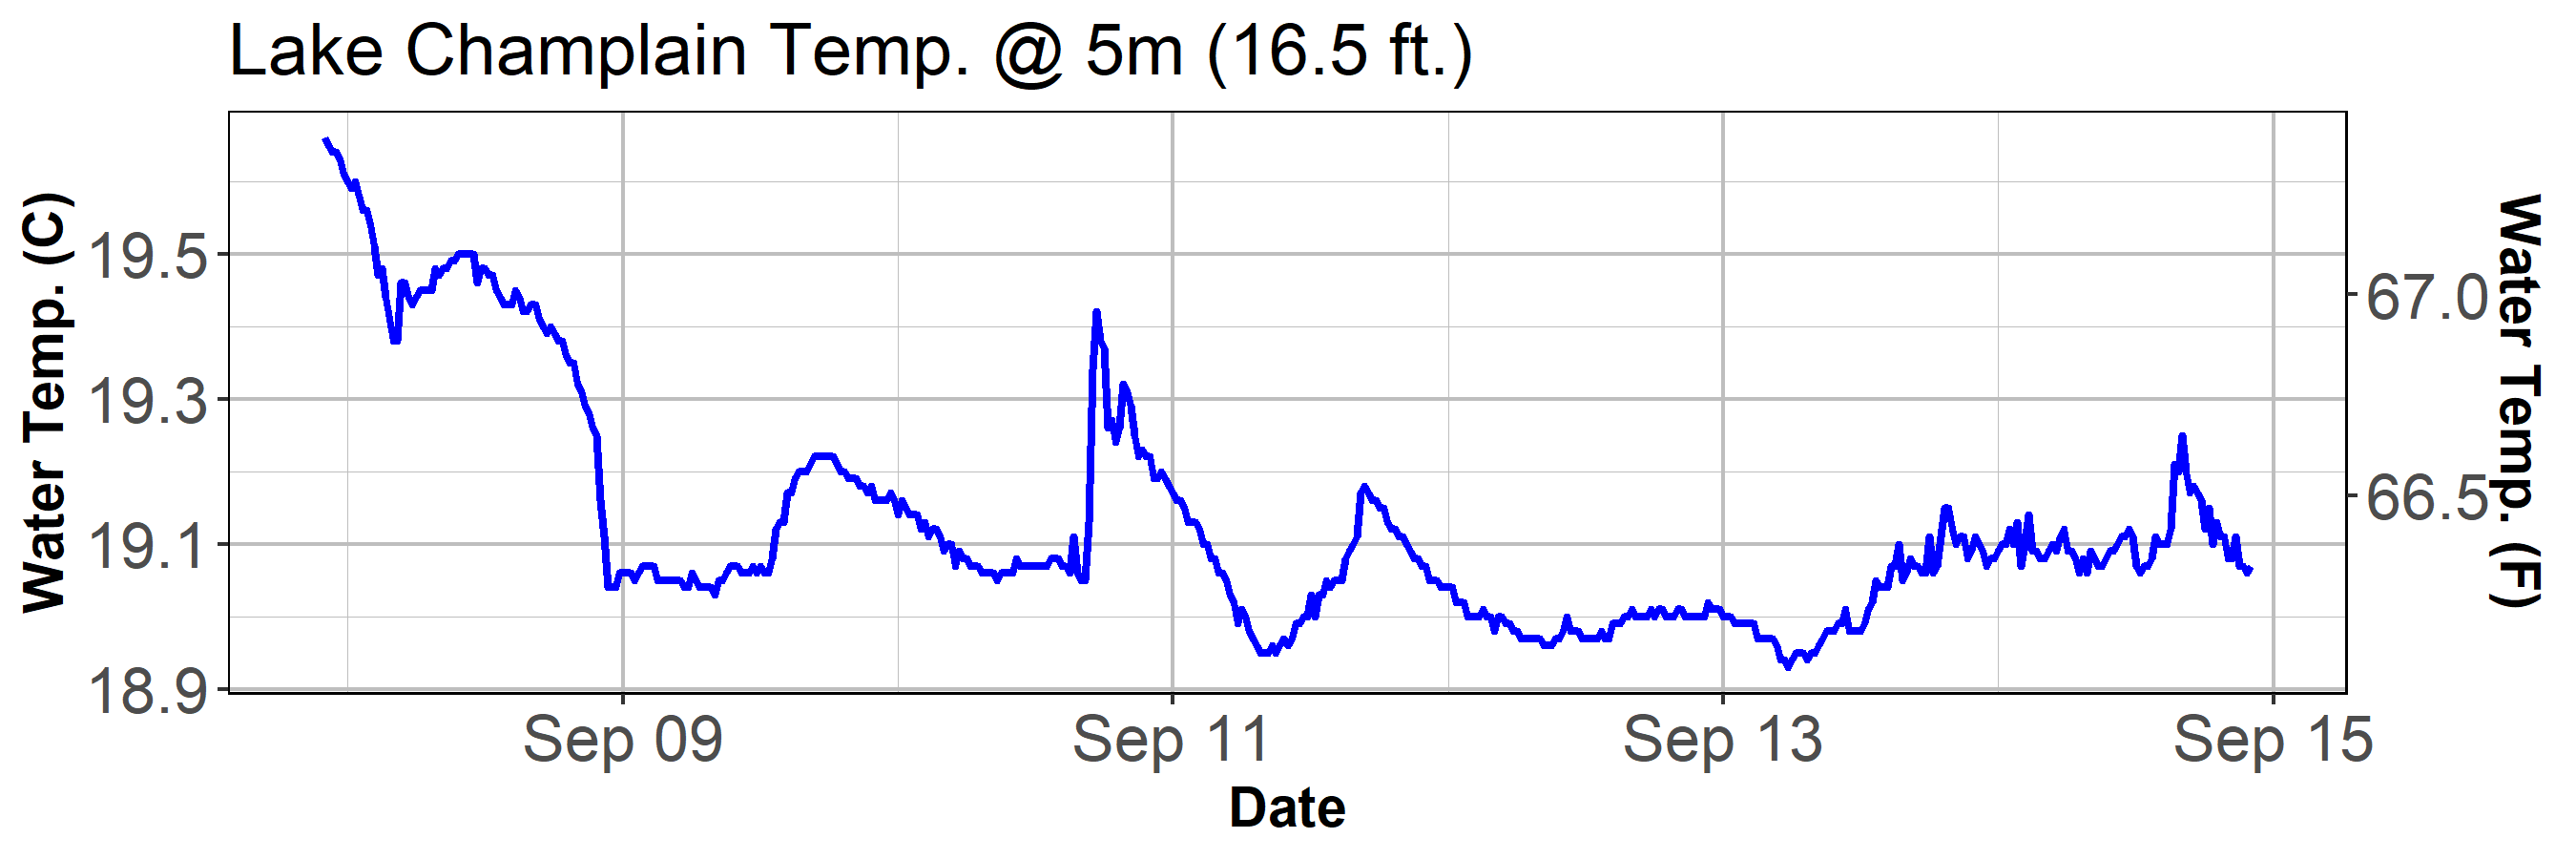 Lake Champlain Temp. @ 5m (16.5 ft.)
Water Temp. (C)
19.5
19.3
19.1
18.9
67.0
66.5
Water Temp. (F)
Sep 09
Sep 11
Sep 13
Sep 15
Date